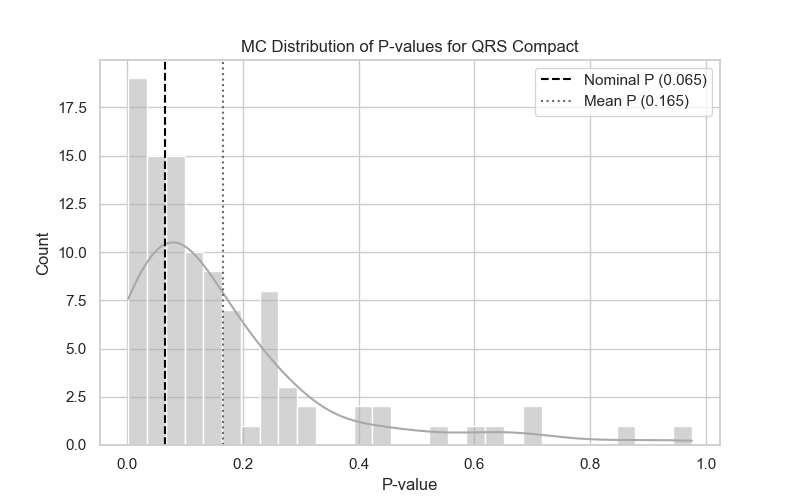 MC Distribution of P-values for QRS Compact
Nominal P (0.065)
Mean P (0.165)
17.5
15.0
12.5
10.0
7.5
5.0
2.5
0.0
Count
0.0 0.2 0.4 0.6 0.8 1.0
P-value